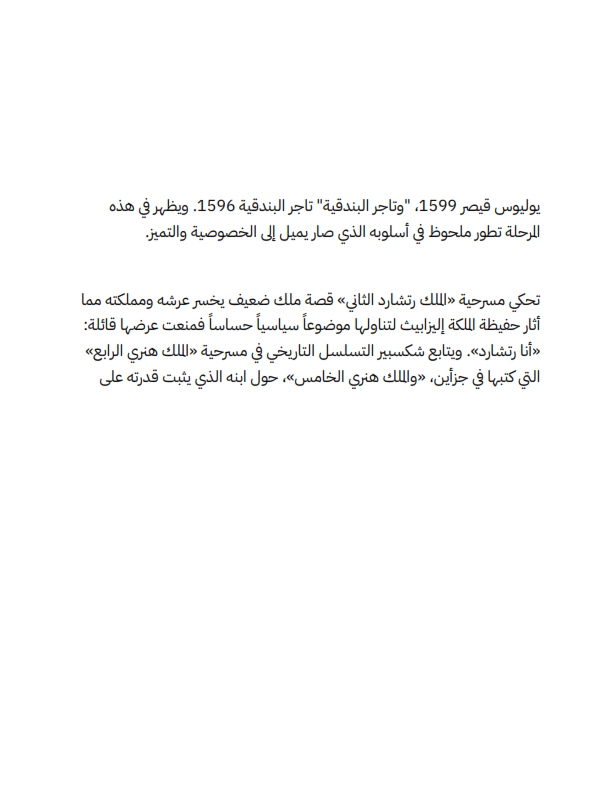 يوليوس قيصر 1599، "وتاجر البندقية" تاجر البندقية 1596. ويظهر في هذه
المرحلة تطور ملحوظ في أسلوبه الذي صار يميل إلى الخصوصية والتميز.
تحكي مسرحية «الملك رتشارد الثاني» قصة ملك ضعيف يخسر عرشه ومملكته مما
أثار حفيظة الملكة إليزابيث لتناولها موضوعاً سياسياً حساساً فمنعت عرضها قائلة:
«أنا رتشارد». ويتابع شكسبير التسلسل التاريخي في مسرحية «الملك هنري الرابع»
التي كتبها في جزأين، «والملك هنري الخامس»، حول ابنه الذي يثبت قدرته على